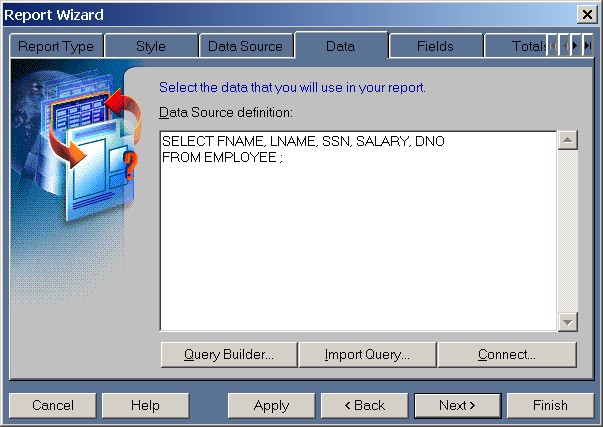 Report Wizard
Report Type Style Data Source Data Fields Totals
Select the data that you will use in your report.
Data Source definition:
SELECT FNAME, LNAME, SSN, SALARY, DNO
FROM EMPLOYEE ;
Query Builder... Import Query... Connect...
Cancel Help Apply < Back Next > Finish